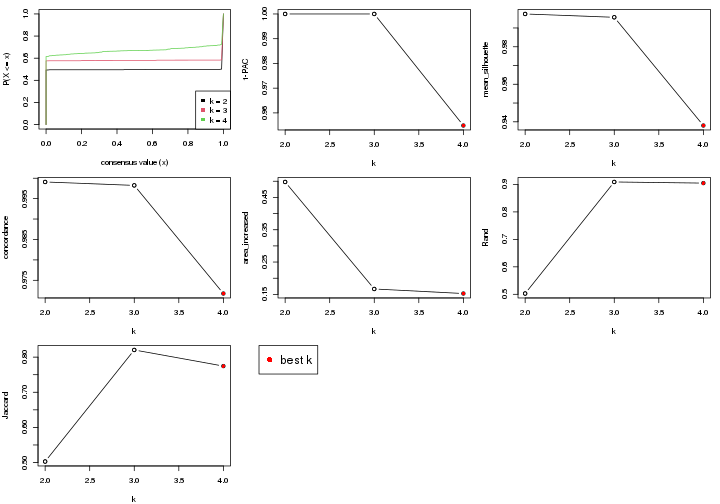 P(X <= x)
0.0 0.2 0.4 0.6 0.8 1.0
k = 2
k = 3
k = 4
0.0 0.2 0.4 0.6 0.8 1.0
consensus value (x)
1-PAC
0.96 0.97 0.98 0.99 1.00
2.0 2.5 3.0 3.5 4.0
k
mean_silhouette
0.94 0.96 0.98
2.0 2.5 3.0 3.5 4.0
k
concordance
0.975 0.985 0.995
2.0 2.5 3.0 3.5 4.0
k
area_increased
0.15 0.25 0.35 0.45
2.0 2.5 3.0 3.5 4.0
k
Rand
0.5 0.6 0.7 0.8 0.9
2.0 2.5 3.0 3.5 4.0
k
Jaccard
0.50 0.60 0.70 0.80
2.0 2.5 3.0 3.5 4.0
k
best k